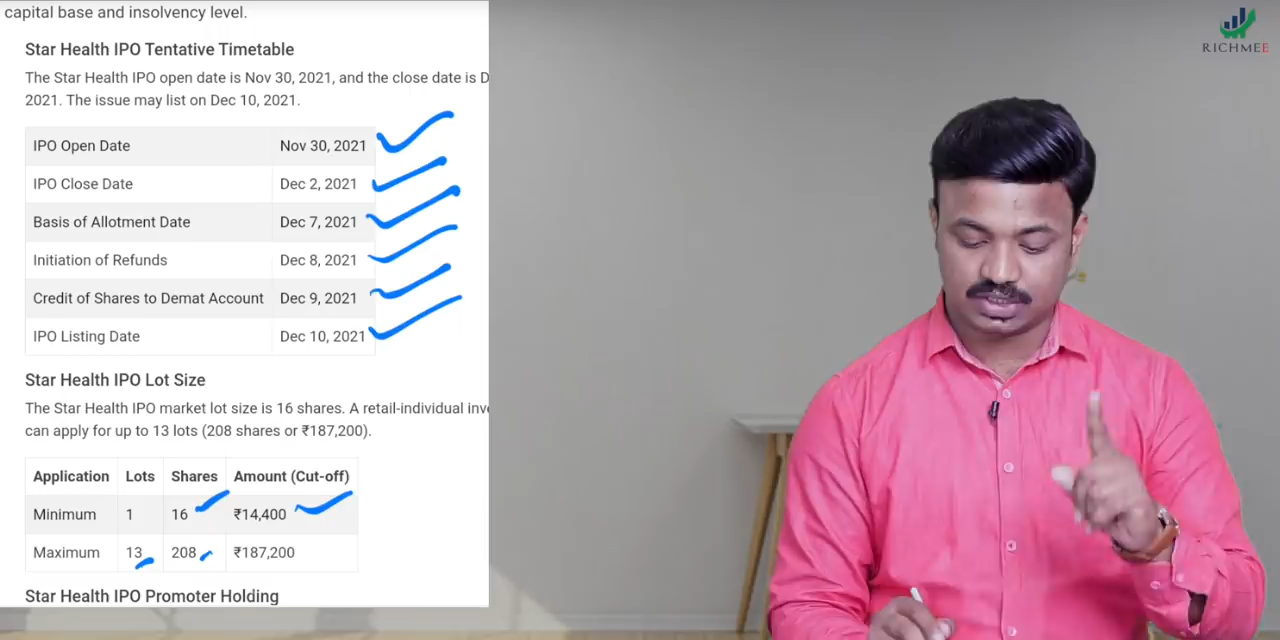 capital base and insolvency level.
Star Health IPO Tentative Timetable
The Star Health IPO open date is Nov 30, 2021, and the close date is D
2021. The issue may list on Dec 10, 2021.
IPO Open Date Nov 30, 2021
IPO Close Date Dec 2, 2021
Basis of Allotment Date Dec 7, 2021
Initiation of Refunds Dec 8, 2021
Credit of Shares to Demat Account Dec 9, 2021
IPO Listing Date Dec 10, 2021
Star Health IPO Lot Size
The Star Health IPO market lot size is 16 shares. A retail-individual inve
can apply for up to 13 lots (208 shares or ₹187,200).
Application Lots Shares Amount (Cut-off)
Minimum 1 16 ₹14,400
Maximum 13 208 ₹187,200
Star Health IPO Promoter Holding
RICHMEE